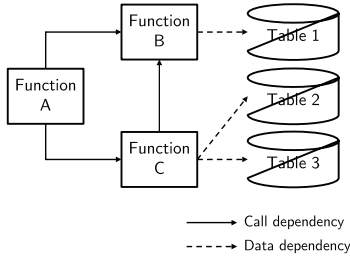 Function
A
Function
B
Function
C
Table 1
Table 2
Table 3
Call dependency
Data dependency